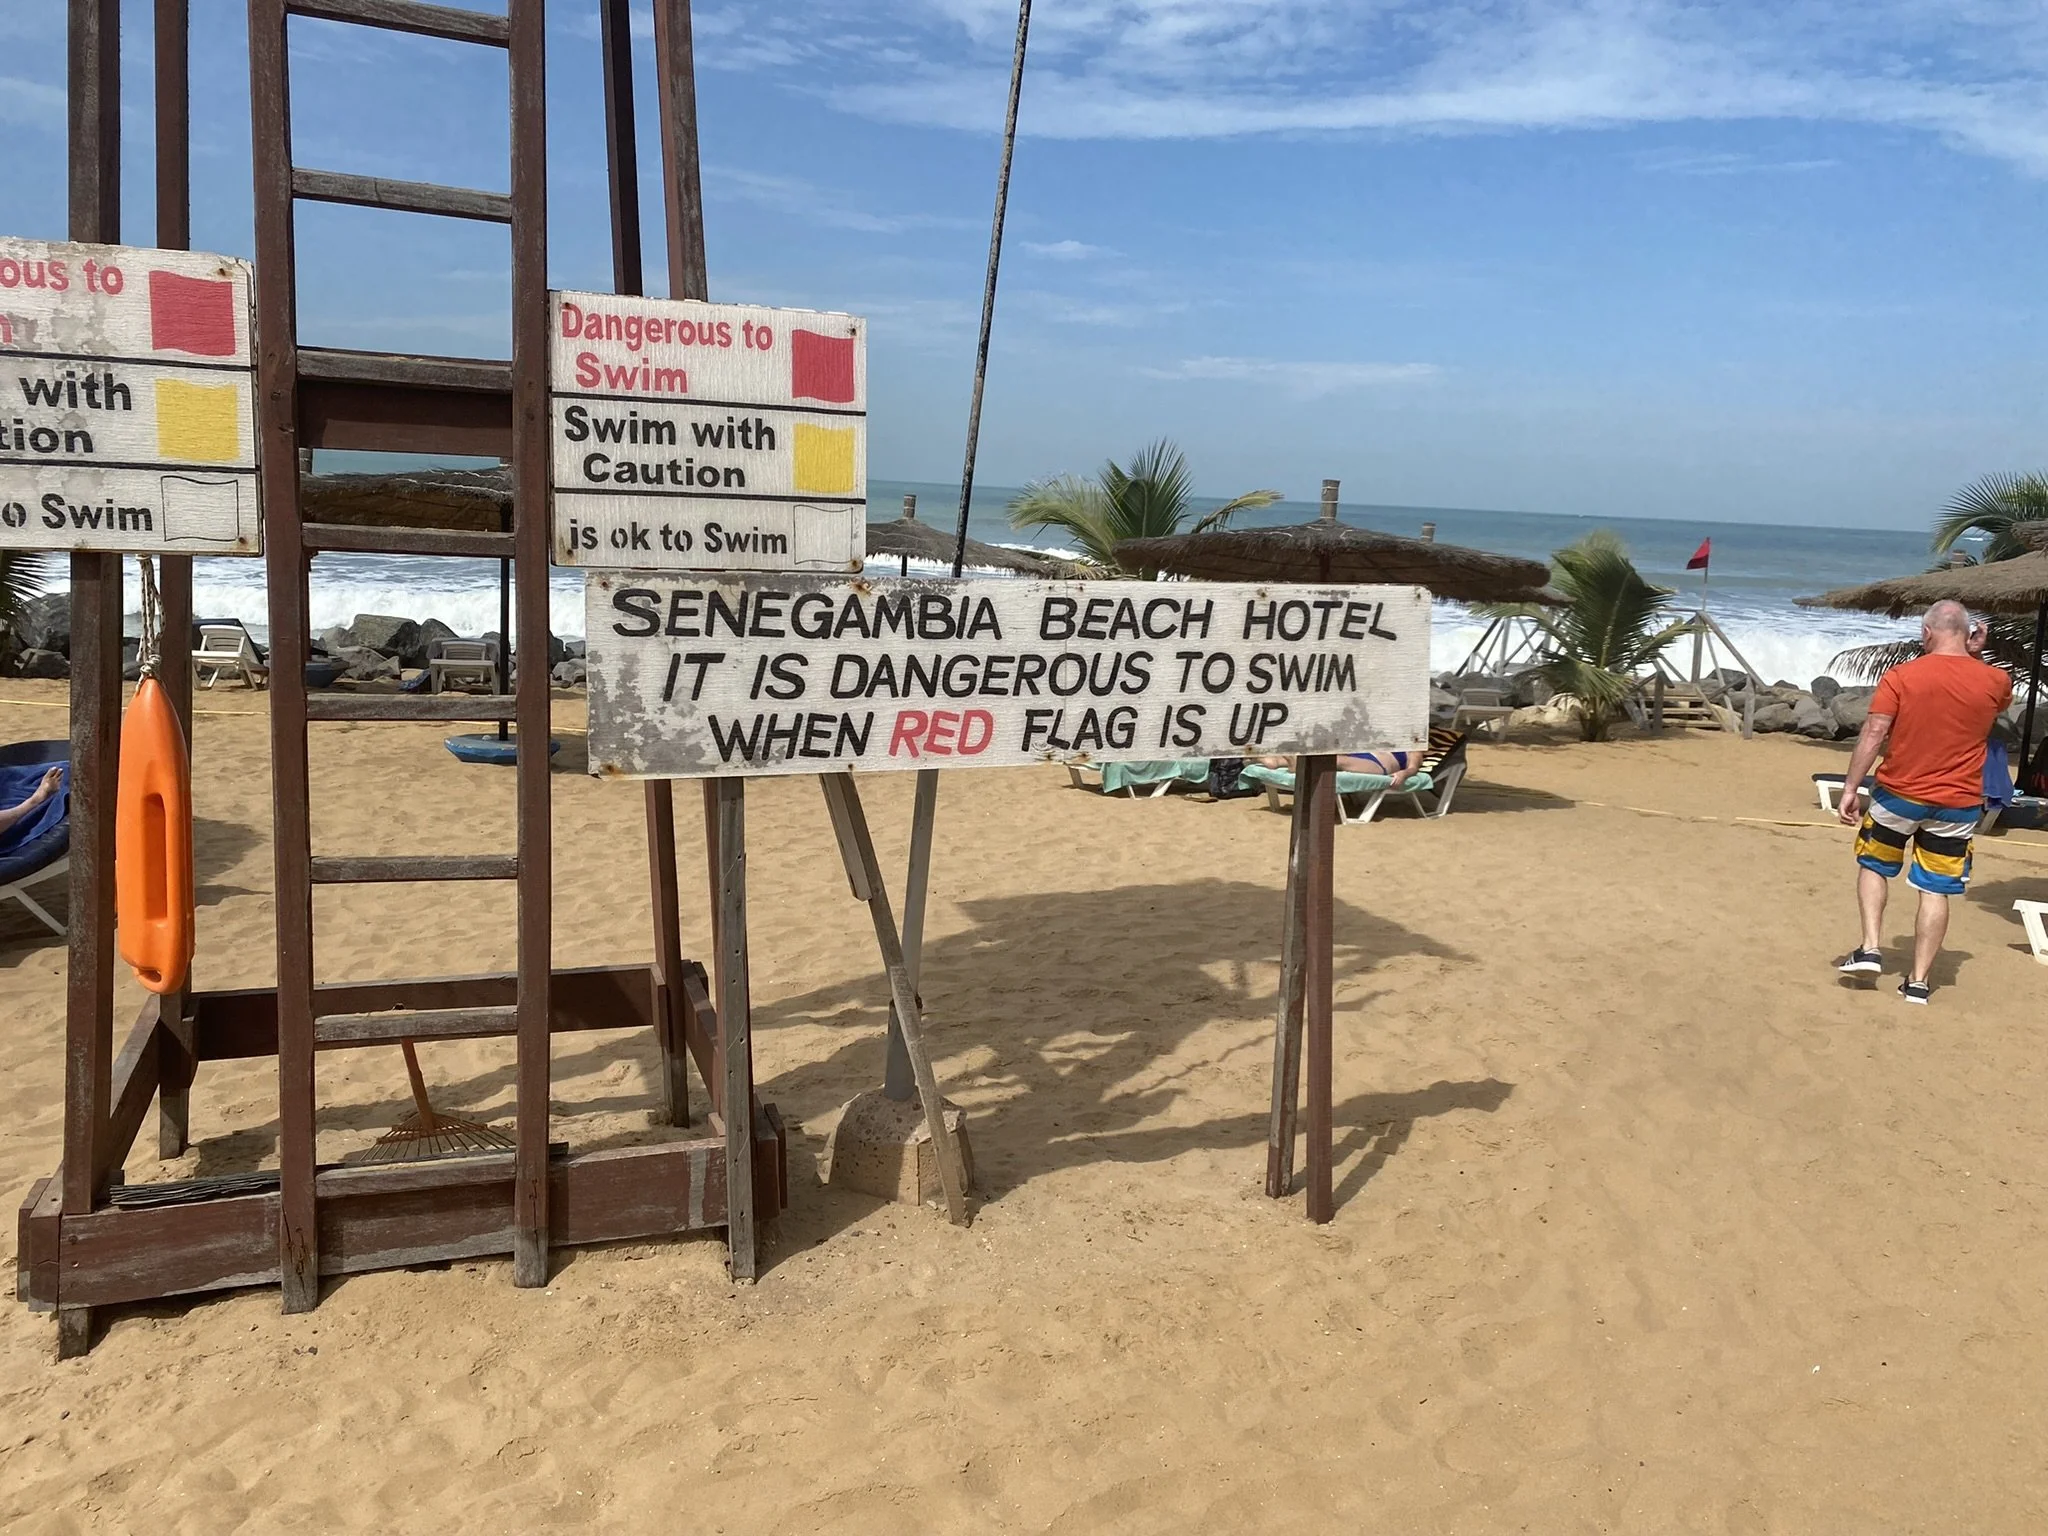 ous to
with
tion
to Swim
Dangerous to
Swim
Swim with
Caution
is ok to Swim
SENEGAMBIA BEACH HOTEL
IT IS DANGEROUS TO SWIM
WHEN RED FLAG IS UP